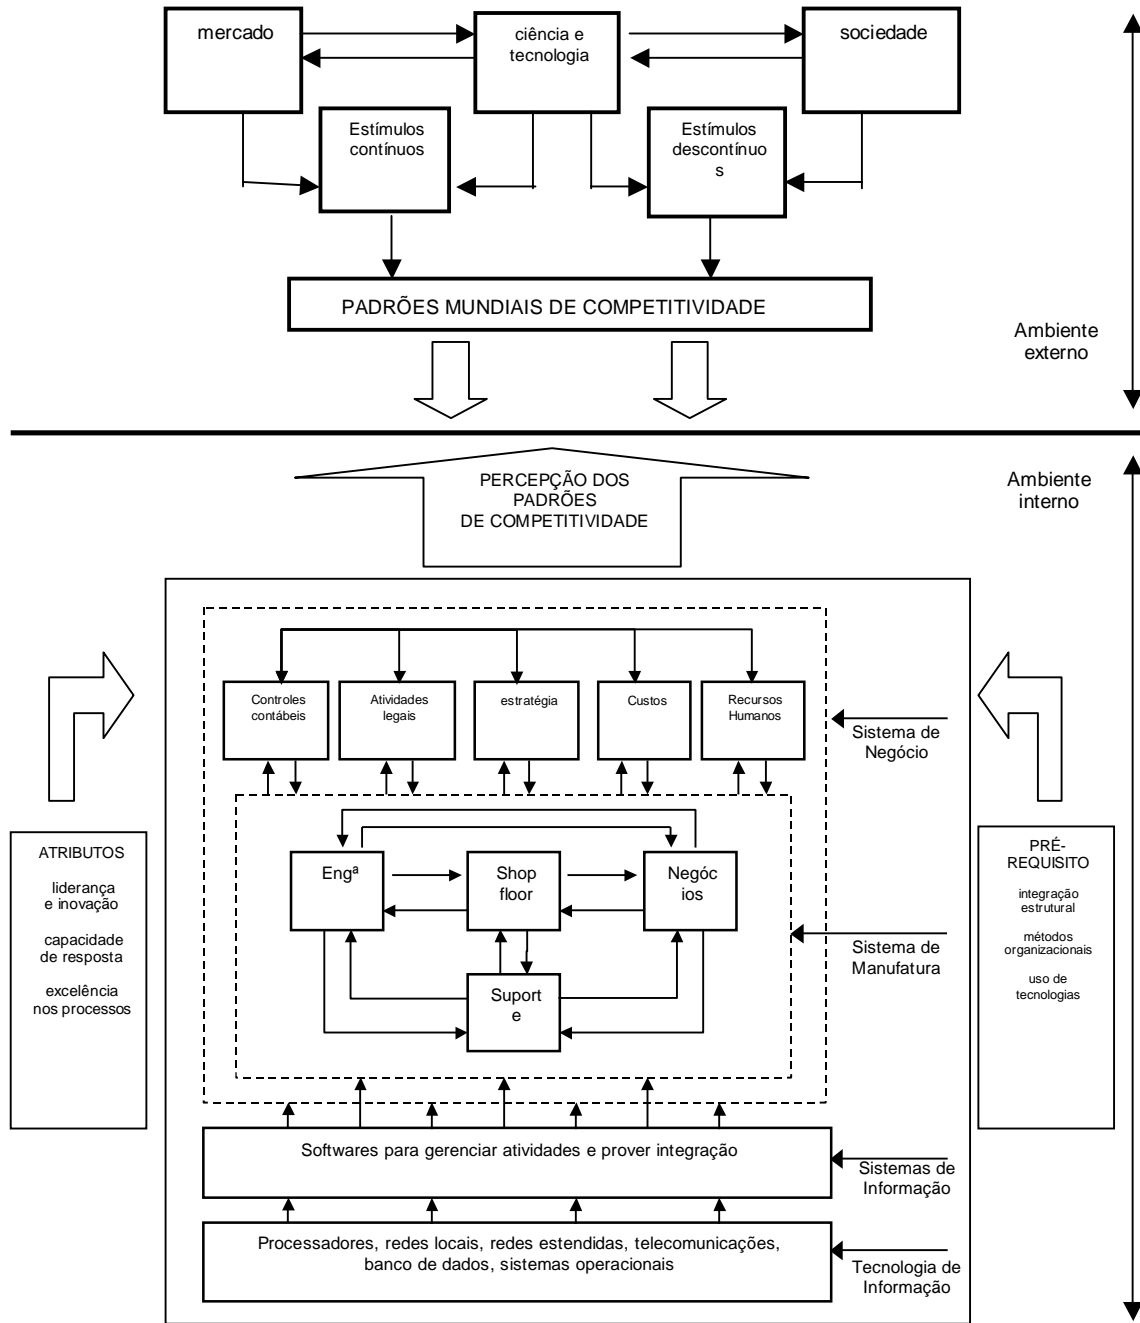 mercado
ciência e
tecnologia
sociedade
Estímulos
contínuos
Estímulos
descontínuo
s
PADRÕES MUNDIAIS DE COMPETITIVIDADE
Ambiente
externo
PERCEPÇÃO DOS
PADRÕES
DE COMPETITIVIDADE
Ambiente
interno
Controles
contábeis
Atividades
legais
estratégia
Custos
Recursos
Humanos
Sistema de
Negócio
ATRIBUTOS
liderança
e inovação
capacidade
de resposta
excelência
nos processos
Engª
Shop
floor
Negóc
ios
Suport
e
Sistema de
Manufatura
PRÉ-
REQUISITO
integração
estrutural
métodos
organizacionais
uso de
tecnologias
Softwares para gerenciar atividades e prover integração
Sistemas de
Informação
Processadores, redes locais, redes estendidas, telecomunicações,
banco de dados, sistemas operacionais
Tecnologia de
Informação